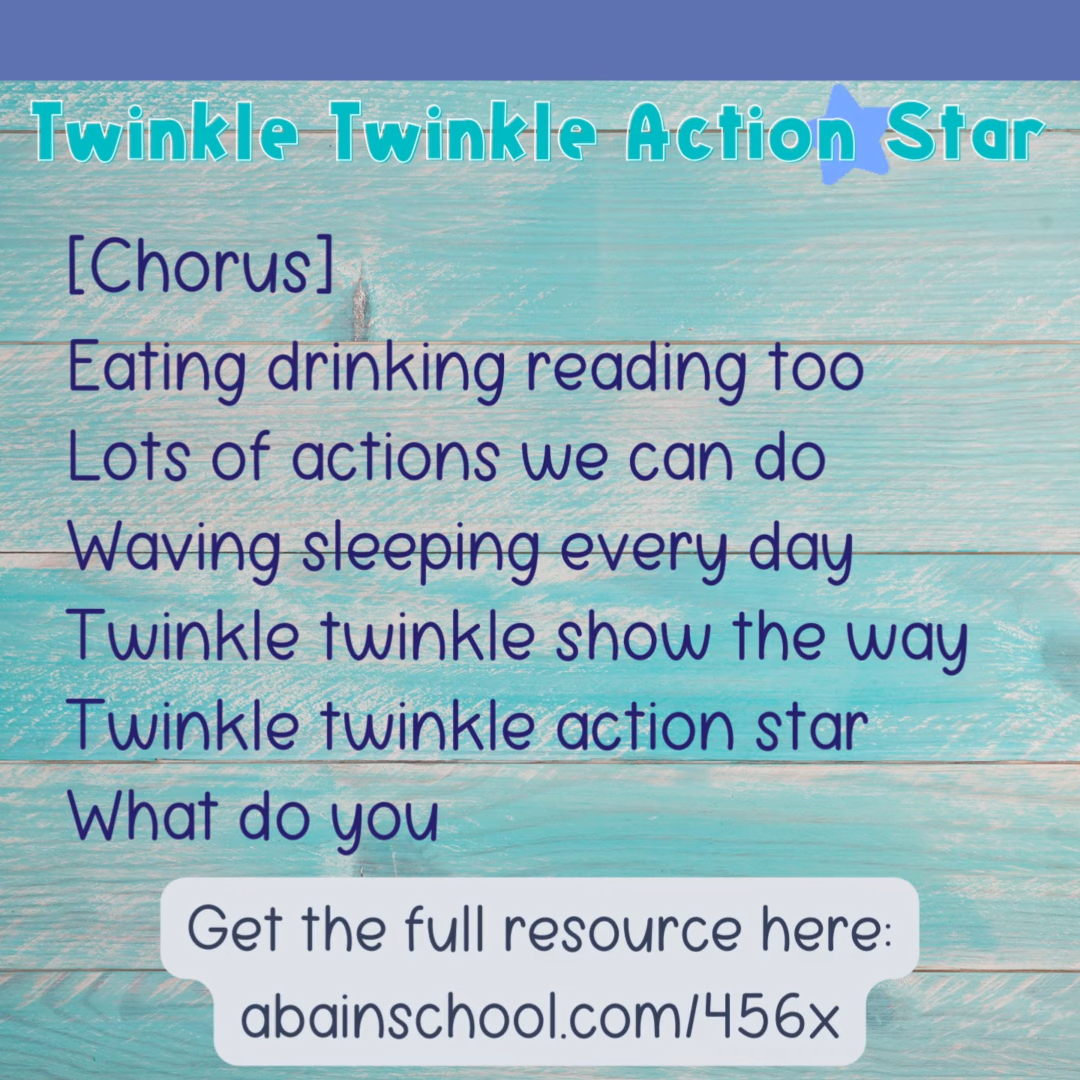 Twinkle Twinkle Action Star
[Chorus]
Eating drinking reading too
Lots of actions we can do
Waving sleeping every day
Twinkle twinkle show the way
Twinkle twinkle action star
What do you
Get the full resource here:
abainschool.com/456x